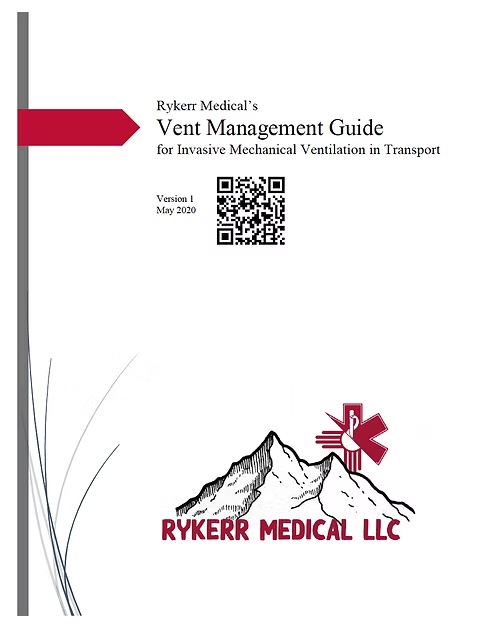 Rykerr Medical's
Vent Management Guide
for Invasive Mechanical Ventilation in Transport
Version 1
May 2020
RYKERR MEDICAL LLC